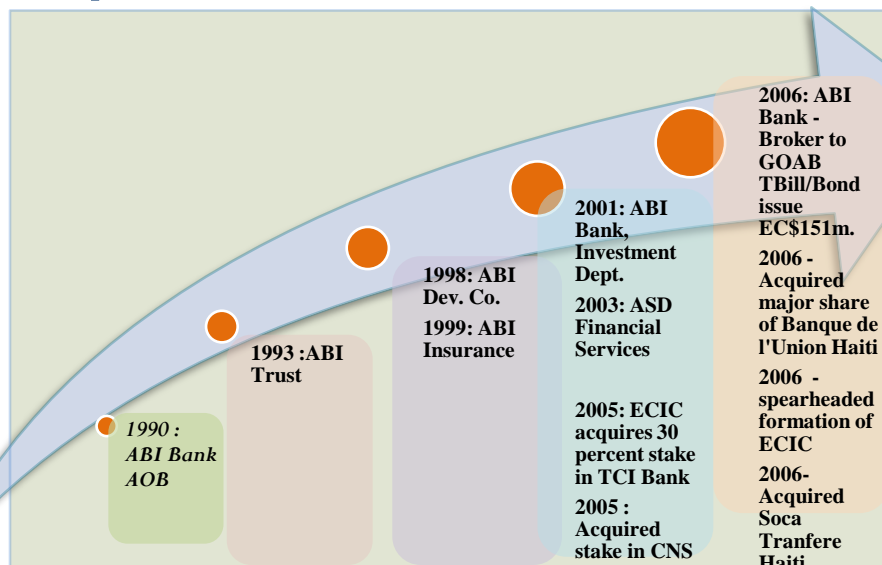 1990 :
ABI Bank
AOB
1993 :ABI
Trust
1998: ABI
Dev. Co.
1999: ABI
Insurance
2001: ABI
Bank,
Investment
Dept.
2003: ASD
Financial
Services
2005: ECIC
acquires 30
percent stake
in TCI Bank
2005 :
Acquired
stake in CNS
2006: ABI
Bank -
Broker to
GOAB
TBill/Bond
issue
EC$151m.
2006 -
Acquired
major share
of Banque de
l'Union Haiti
2006 -
spearheaded
formation of
ECIC
2006-
Acquired
Soca
Tranfere
Haiti